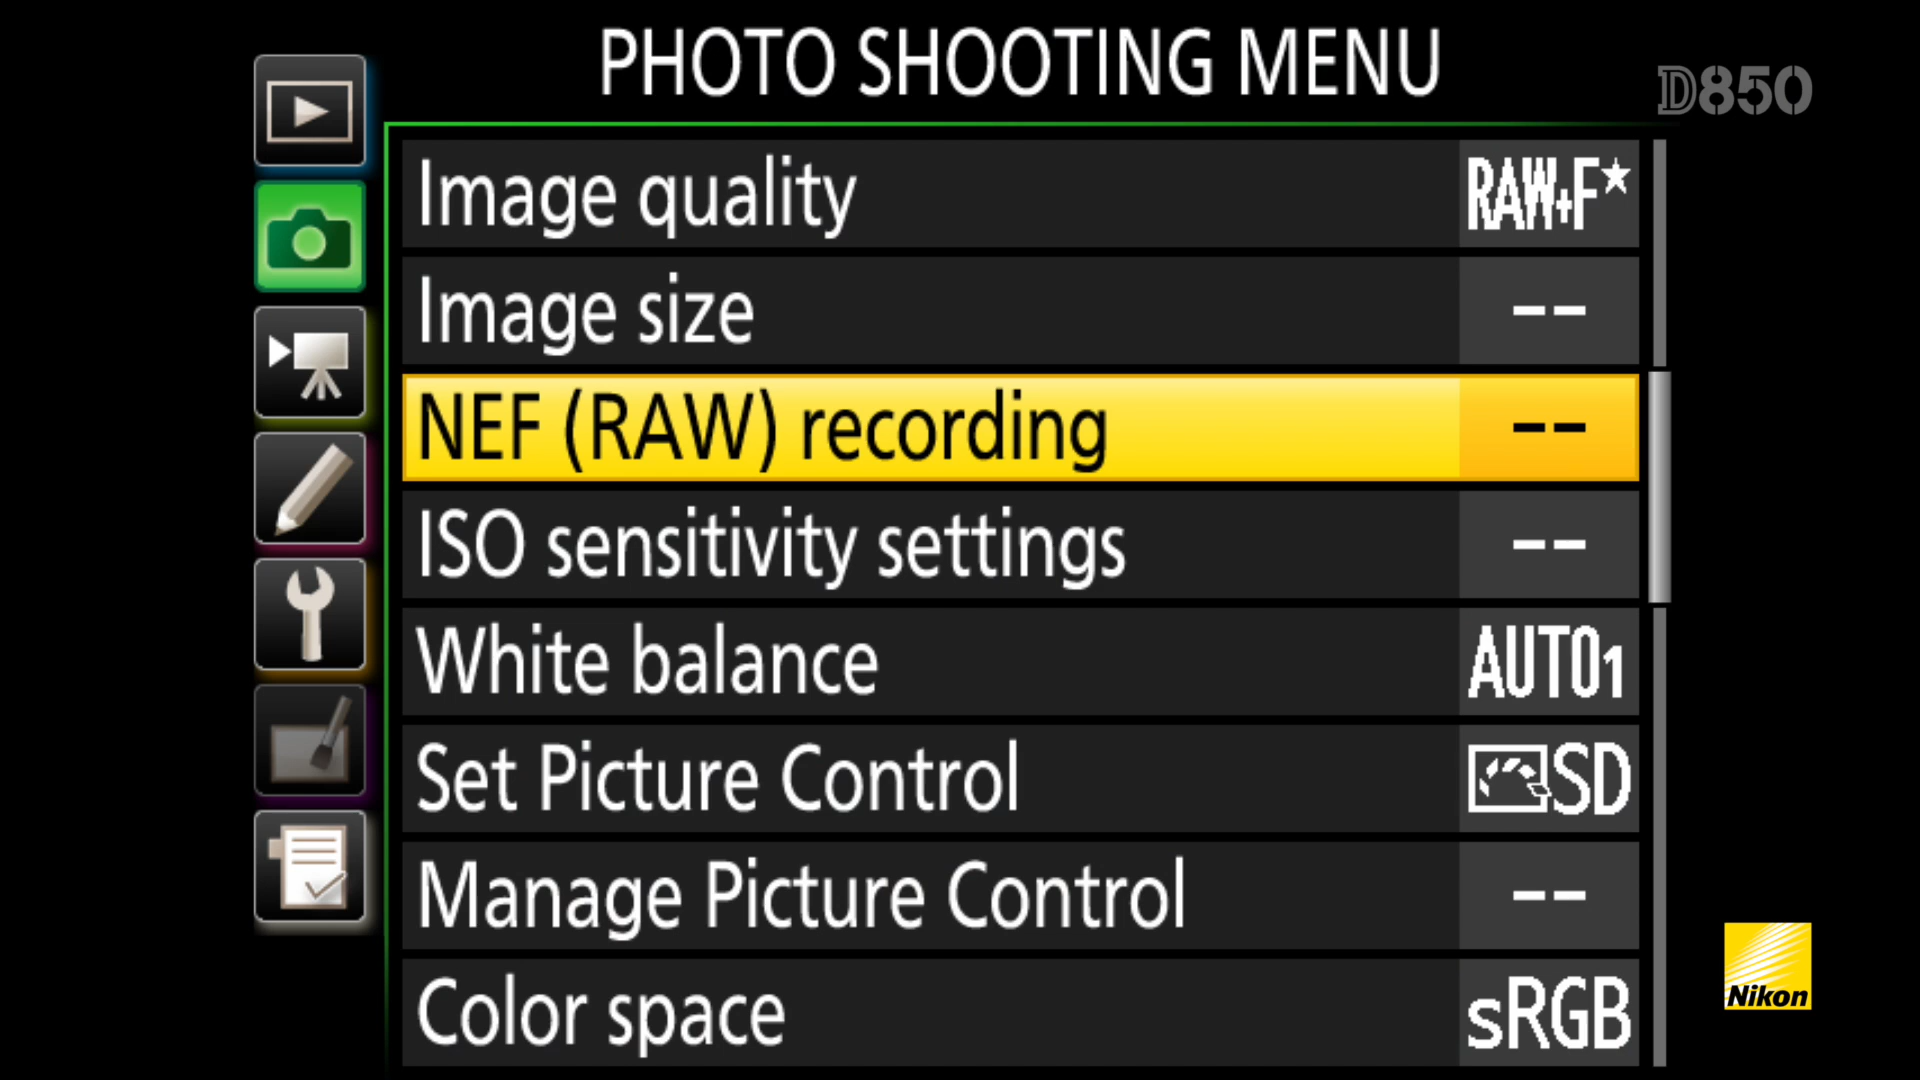 PHOTO SHOOTING MENU
D850
Image quality RAW+F★
Image size --
NEF (RAW) recording --
ISO sensitivity settings --
White balance AUTO1
Set Picture Control SD
Manage Picture Control --
Color space sRGB
Nikon